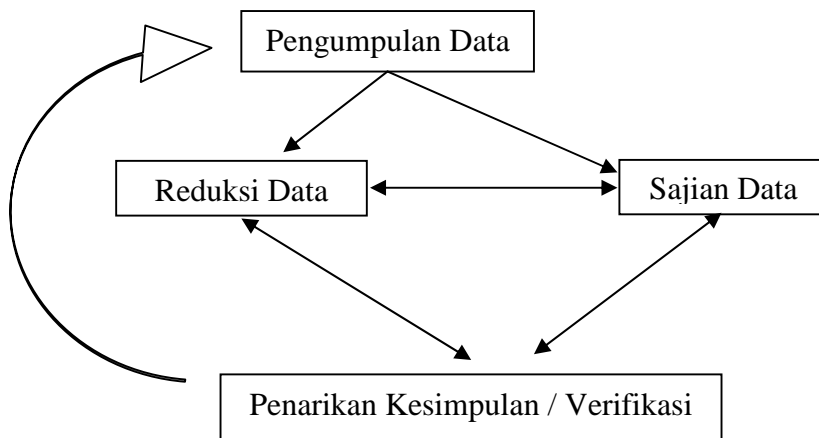 Pengumpulan Data
Reduksi Data
Sajian Data
Penarikan Kesimpulan / Verifikasi